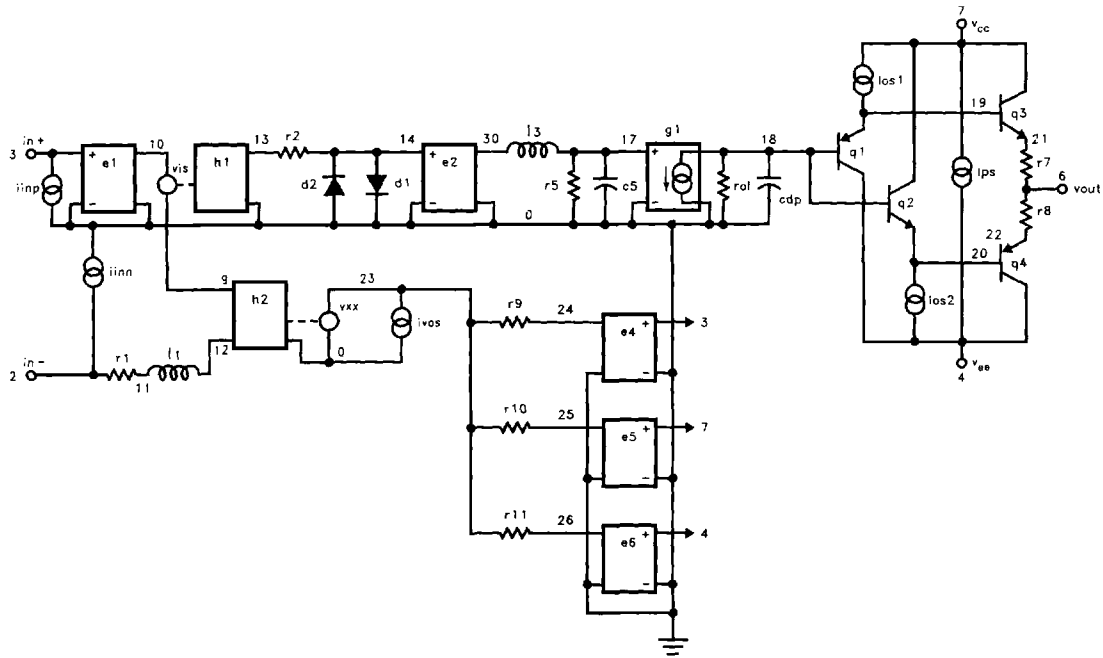 7
v cc
Ios1
19
q3
in+
3
10
13
r2
14
30
l3
17
g1
18
21
e1
vis
h1
e2
q1
r7
iinp
d2
d1
r5
c5
rol
cdp
Ips
6 vout
q2
r8
0
22
20
q4
iinn
9
23
h2
vxx
ivos
Ios2
r9
24
e4
3
12
0
in-
2
r1
l1
11
v ee
4
r10
25
e5
7
r11
26
e6
4